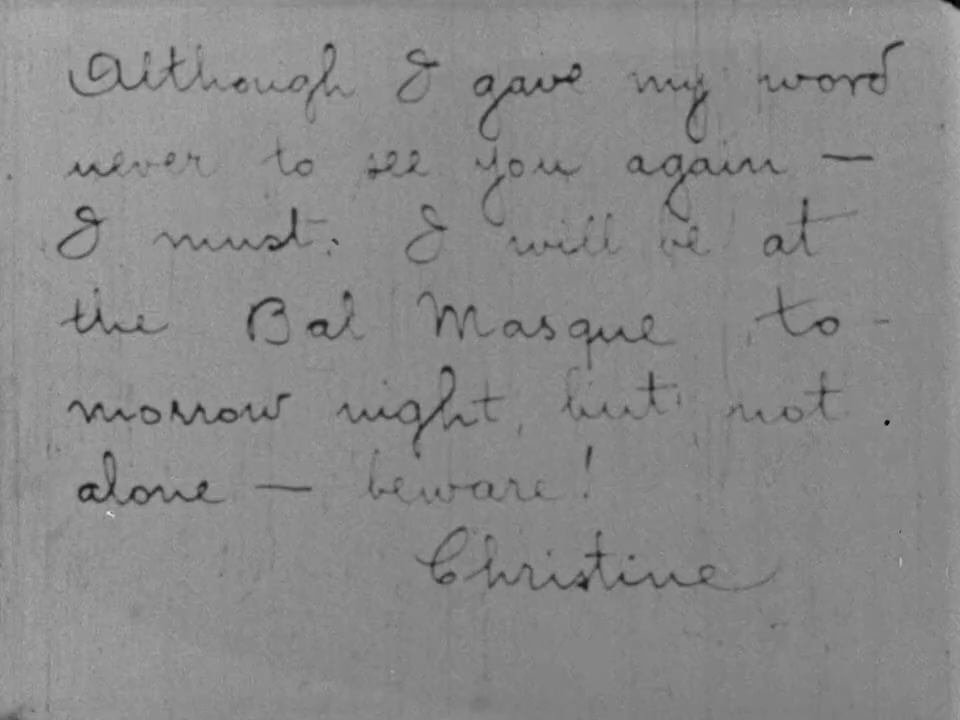 Although I gave my word
never to see you again —
I must. I will be at
the Bal Masque to-
morrow night, but not
alone — beware!
Christine